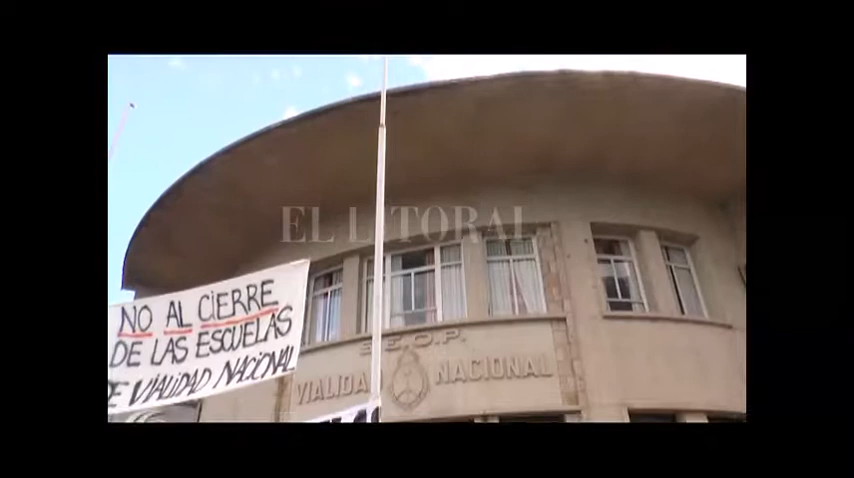 EL LITORAL
NO AL CIERRE
DE LAS ESCUELAS
DE VIALIDAD NACIONAL
VIALIDAD NACIONAL